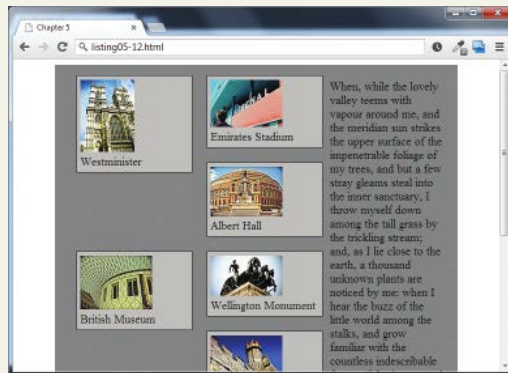 Chapter 5
listing05-12.html
Westminister
Emirates Stadium
Albert Hall
British Museum
Wellington Monument
When, while the lovely
valley teems with
vapour around me, and
the meridian sun strikes
the upper surface of the
impenetrable foliage of
my trees, and but a few
stray gleams steal into
the inner sanctuary, I
throw myself down
among the tall grass by
the trickling stream;
and, as I lie close to the
earth, a thousand
unknown plants are
noticed by me: when I
hear the buzz of the
little world among the
stalks, and grow
familiar with the
countless indescribable